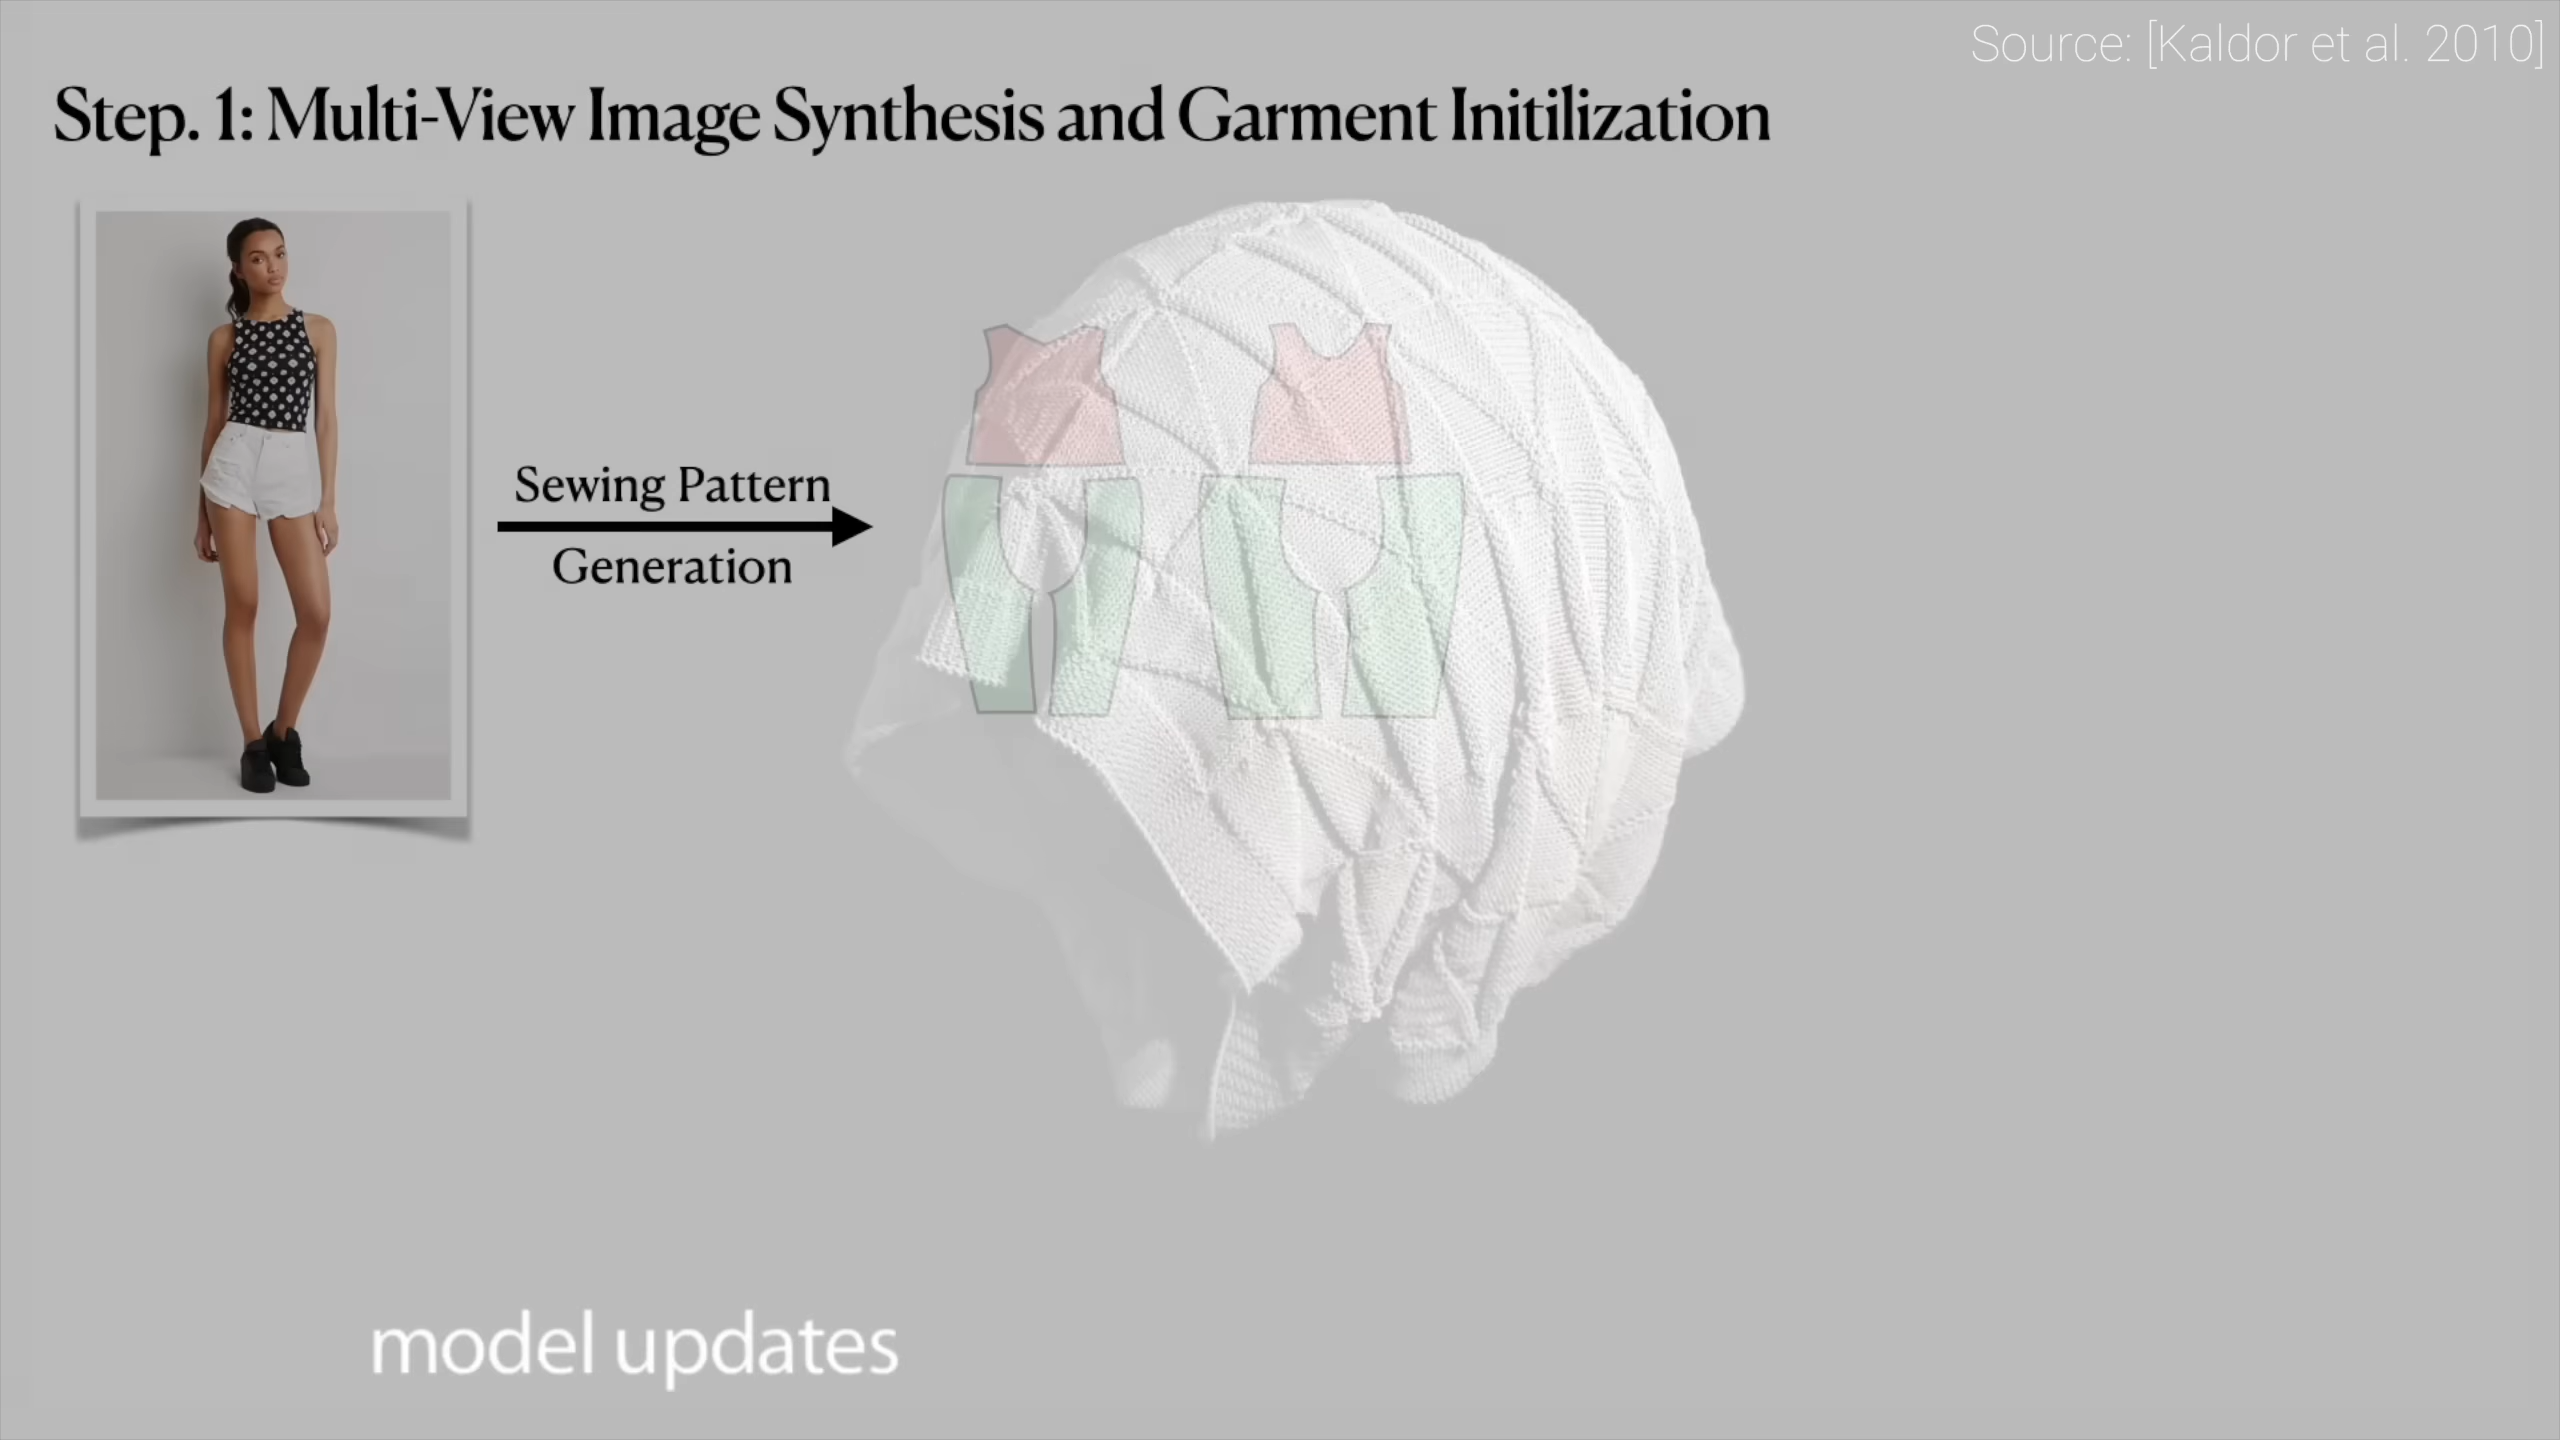 Source: [Kaldor et al. 2010]
Step. 1: Multi-View Image Synthesis and Garment Initilization
Sewing Pattern
Generation
model updates